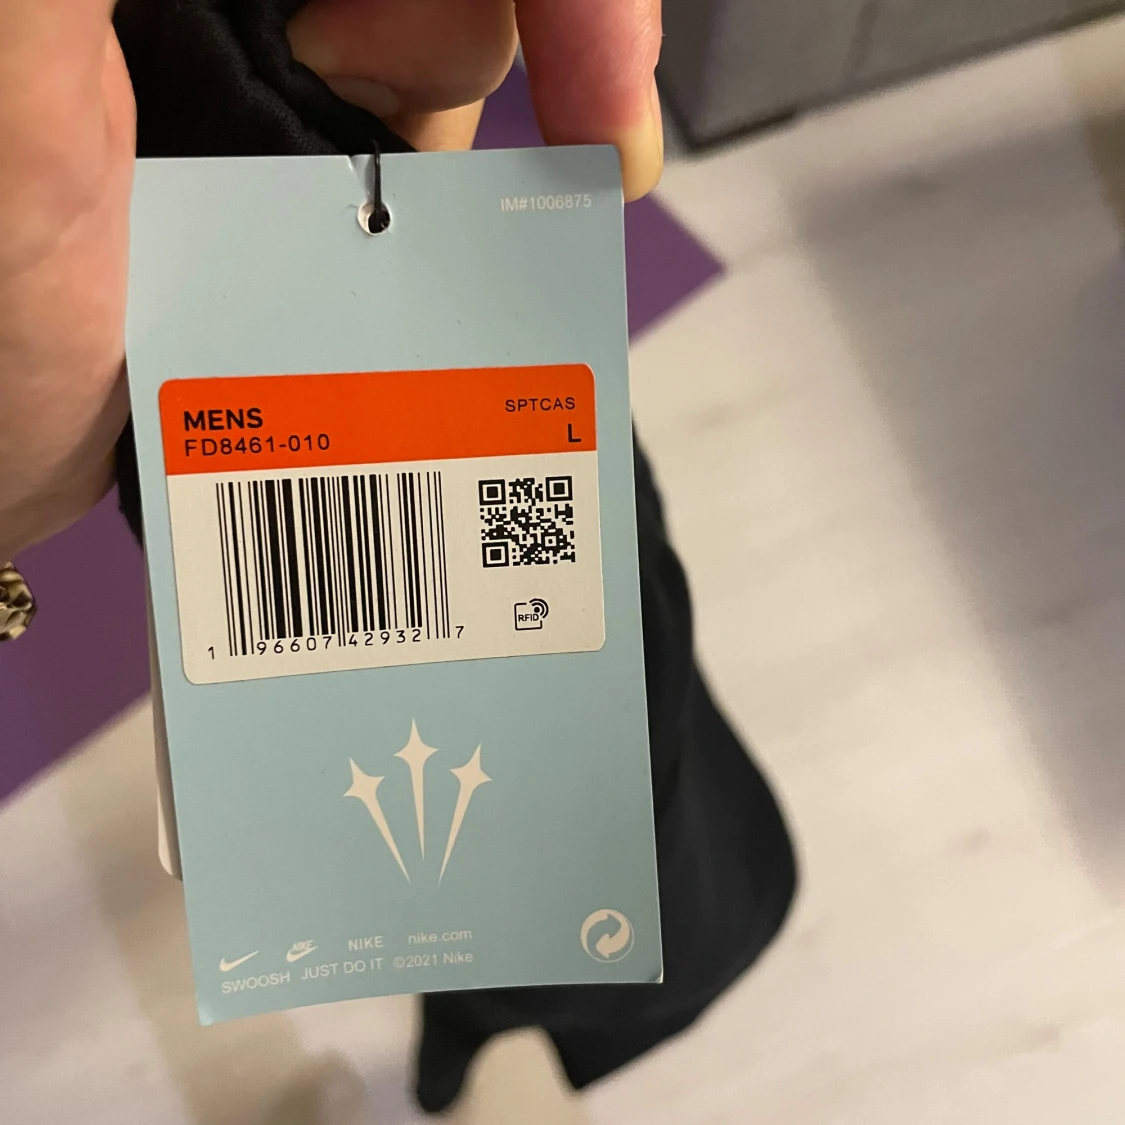 IM#1006875
MENS
SPTCAS
FD8461-010
L
1 96607 42932 7
RFID
NIKE
NIKE nike.com
SWOOSH JUST DO IT ©2021 Nike